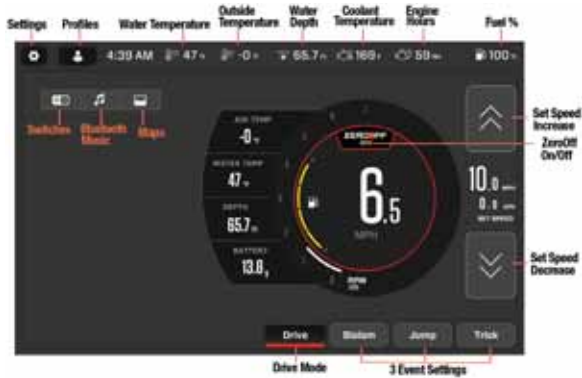 Settings Profiles Water Temperature Outside Temperature Water Depth Coolant Temperature Engine Hours Fuel %
4:39 AM 47 -0 65.7 169 59 100
Switches Bluetooth Music Maps
AIR TEMP
-0
WATER TEMP
47
DEPTH
65.7
BATTERY
13.8
ZEROOFF
6.5
MPH
RPM
Set Speed Increase
ZeroOff On/Off
10.0 MPH
0.0
SET SPEED
Set Speed Decrease
Drive Slalom Jump Trick
Drive Mode
3 Event Settings